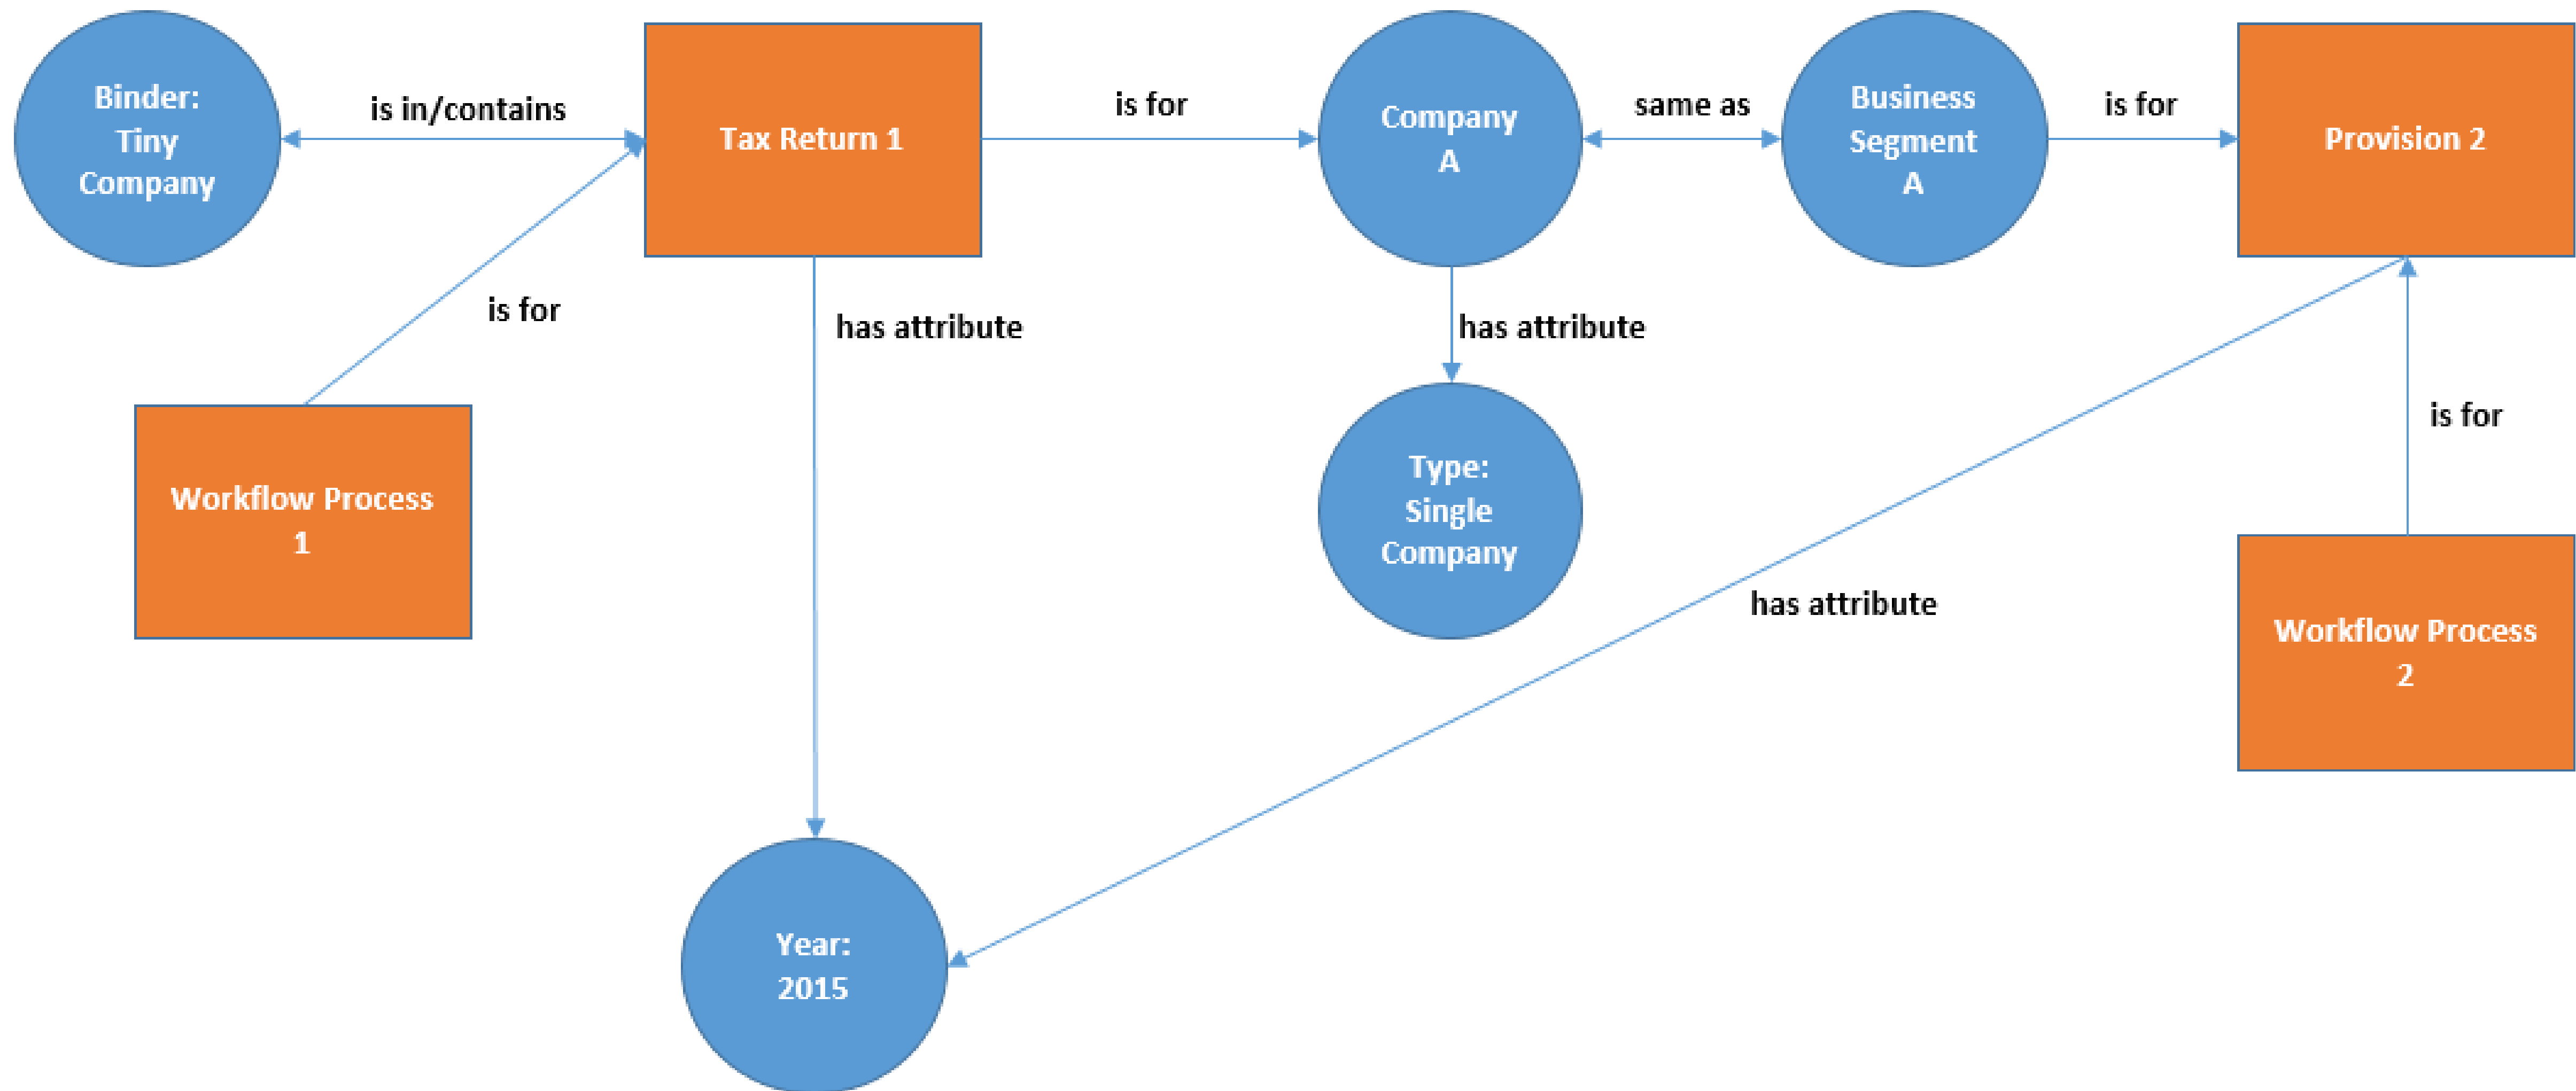 Binder:
Tiny
Company
is in/contains
Tax Return 1
is for
Company
A
same as
Business
Segment
A
is for
Provision 2
is for
has attribute
has attribute
is for
Workflow Process
1
Type:
Single
Company
has attribute
Workflow Process
2
Year:
2015